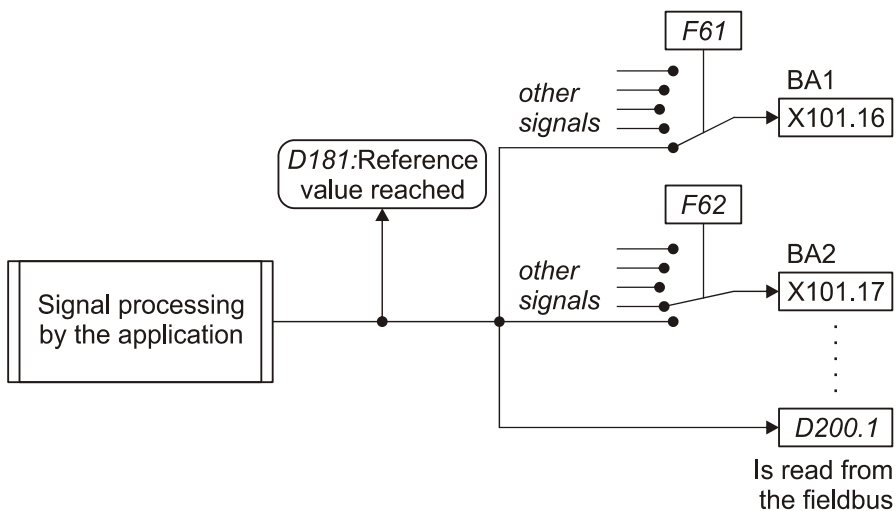 F61
other
signals
BA1
X101.16
D181:Reference
value reached
F62
other
signals
BA2
X101.17
Signal processing
by the application
D200.1
Is read from
the fieldbus